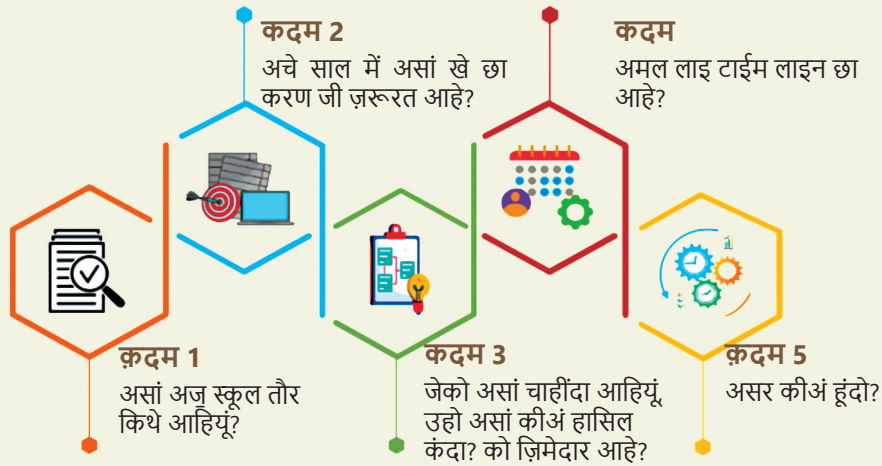 क़दम 1
असां अजु॒ स्कूल तौर
किथे आहियूं?
कदम 2
अचे साल में असां खे छा
करण जी ज़रूरत आहे?
कदम 3
जेको असां चाहींदा आहियूं,
उहो असां कीअं हासिल
कंदा? को ज़िमेदार आहे?
कदम
अमल लाइ टाईम लाइन छा
आहे?
क़दम 5
असर कीअं हूंदो?